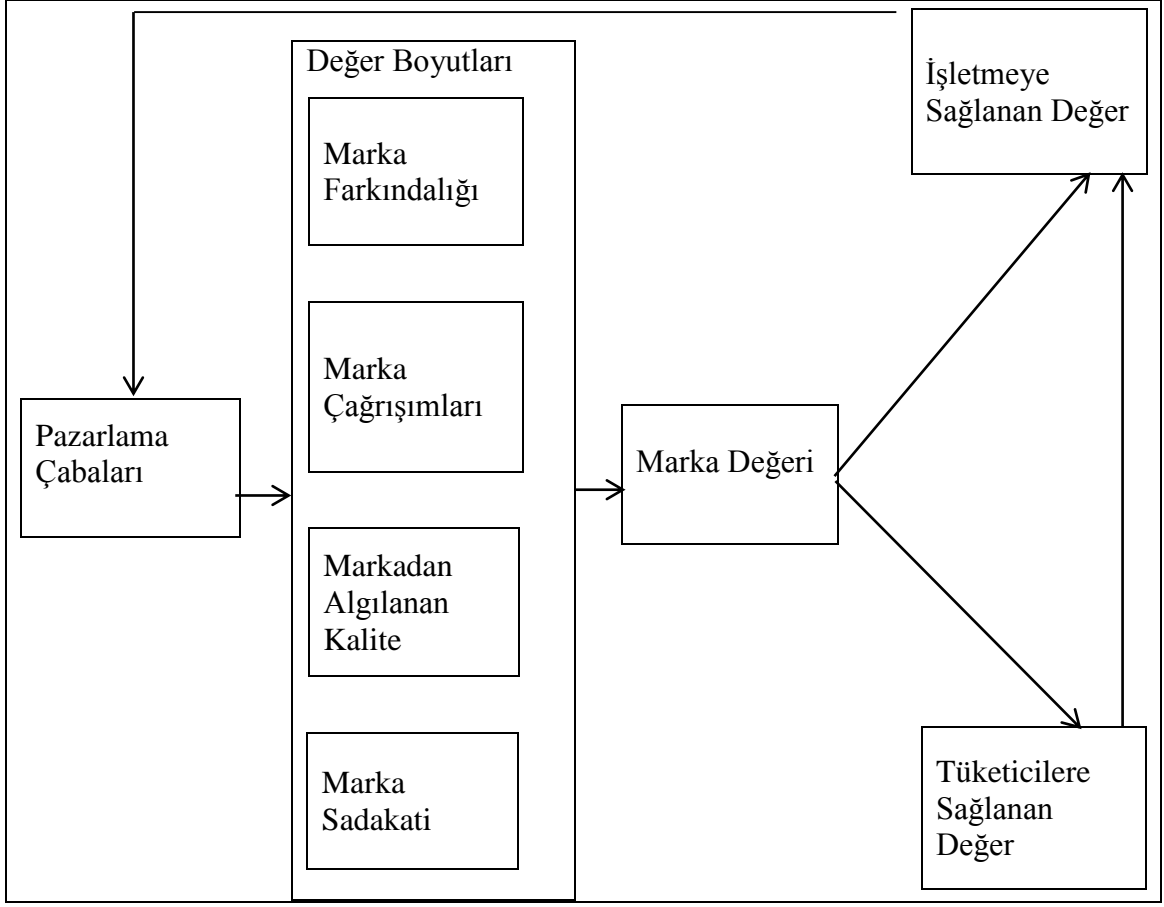 Değer Boyutları
Marka
Farkındalığı
Marka
Çağrışımları
Markadan
Algılanan
Kalite
Marka
Sadakati
Pazarlama
Çabaları
Marka Değeri
İşletmeye
Sağlanan Değer
Tüketicilere
Sağlanan
Değer